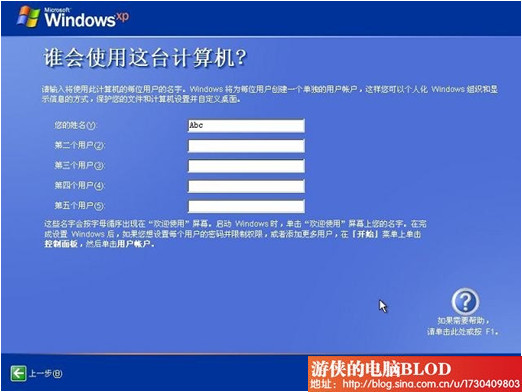 Microsoft
Windows xp
谁会使用这台计算机?
请输入将使用此计算机的每位用户的名字。Windows 将为每位用户创建一个单独的用户帐户，这样您可以个人化 Windows 组织和显
示信息的方式，保护您的文件和计算机设置并自定义桌面。
您的姓名(Y): Abc
第二个用户(2):
第三个用户(3):
第四个用户(4):
第五个用户(5):
这些名字会按字母顺序出现在“欢迎使用”屏幕。启动 Windows 时，单击“欢迎使用”屏幕上您的名字。在完
成设置 Windows 后，如果您想设置每个用户的密码并限制权限，或者添加更多用户，在【开始】菜单上单击
控制面板，然后单击用户帐户。
如果需要帮助，
请单击此处或按 F1。
上一步(B)
游侠的电脑BLOD
地址：http://blog.sina.com.cn/u/1730409803